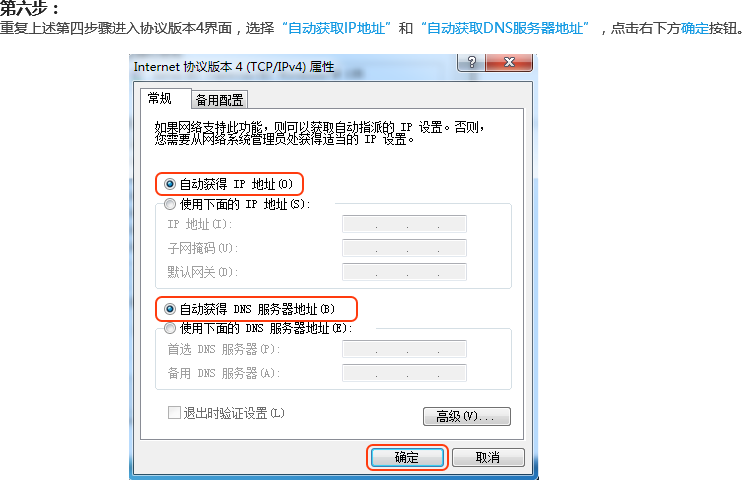 第六步：
重复上述第四步骤进入协议版本4界面，选择“自动获取IP地址”和“自动获取DNS服务器地址”，点击右下方确定按钮。
Internet 协议版本 4 (TCP/IPv4) 属性
常规
备用配置
如果网络支持此功能，则可以获取自动指派的 IP 设置。否则，
您需要从网络系统管理员处获得适当的 IP 设置。
自动获得 IP 地址(O)
使用下面的 IP 地址(S):
IP 地址(I):
子网掩码(U):
默认网关(D):
自动获得 DNS 服务器地址(B)
使用下面的 DNS 服务器地址(E):
首选 DNS 服务器(P):
备用 DNS 服务器(A):
退出时验证设置(L)
高级(V)...
确定
取消